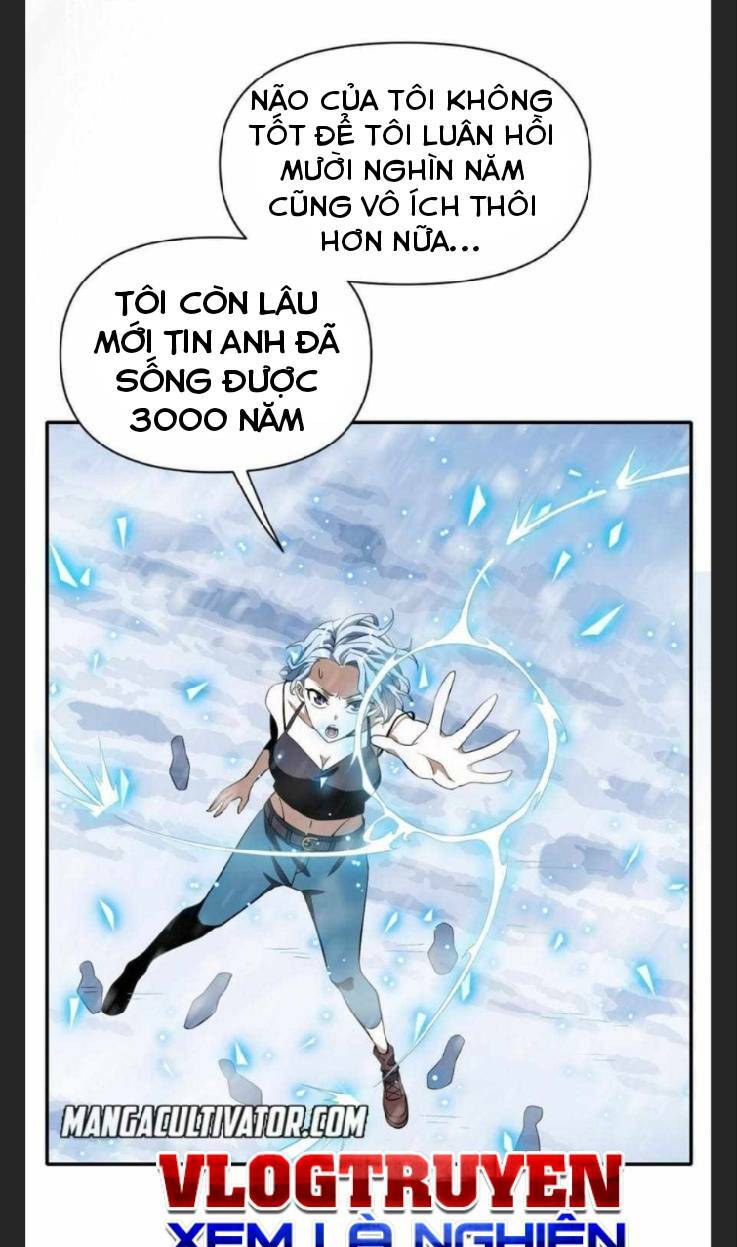 NÃO CỦA TÔI KHÔNG
TỐT ĐỂ TÔI LUÂN HỒI
MƯỜI NGHÌN NĂM
CŨNG VÔ ÍCH THÔI
HƠN NỮA...
TÔI CÒN LÂU
MỚI TIN ANH ĐÃ
SỐNG ĐƯỢC
3000 NĂM
MANGACULTIVATOR.COM
VLOGTRUYEN
XEM LÀ NGHIỆN